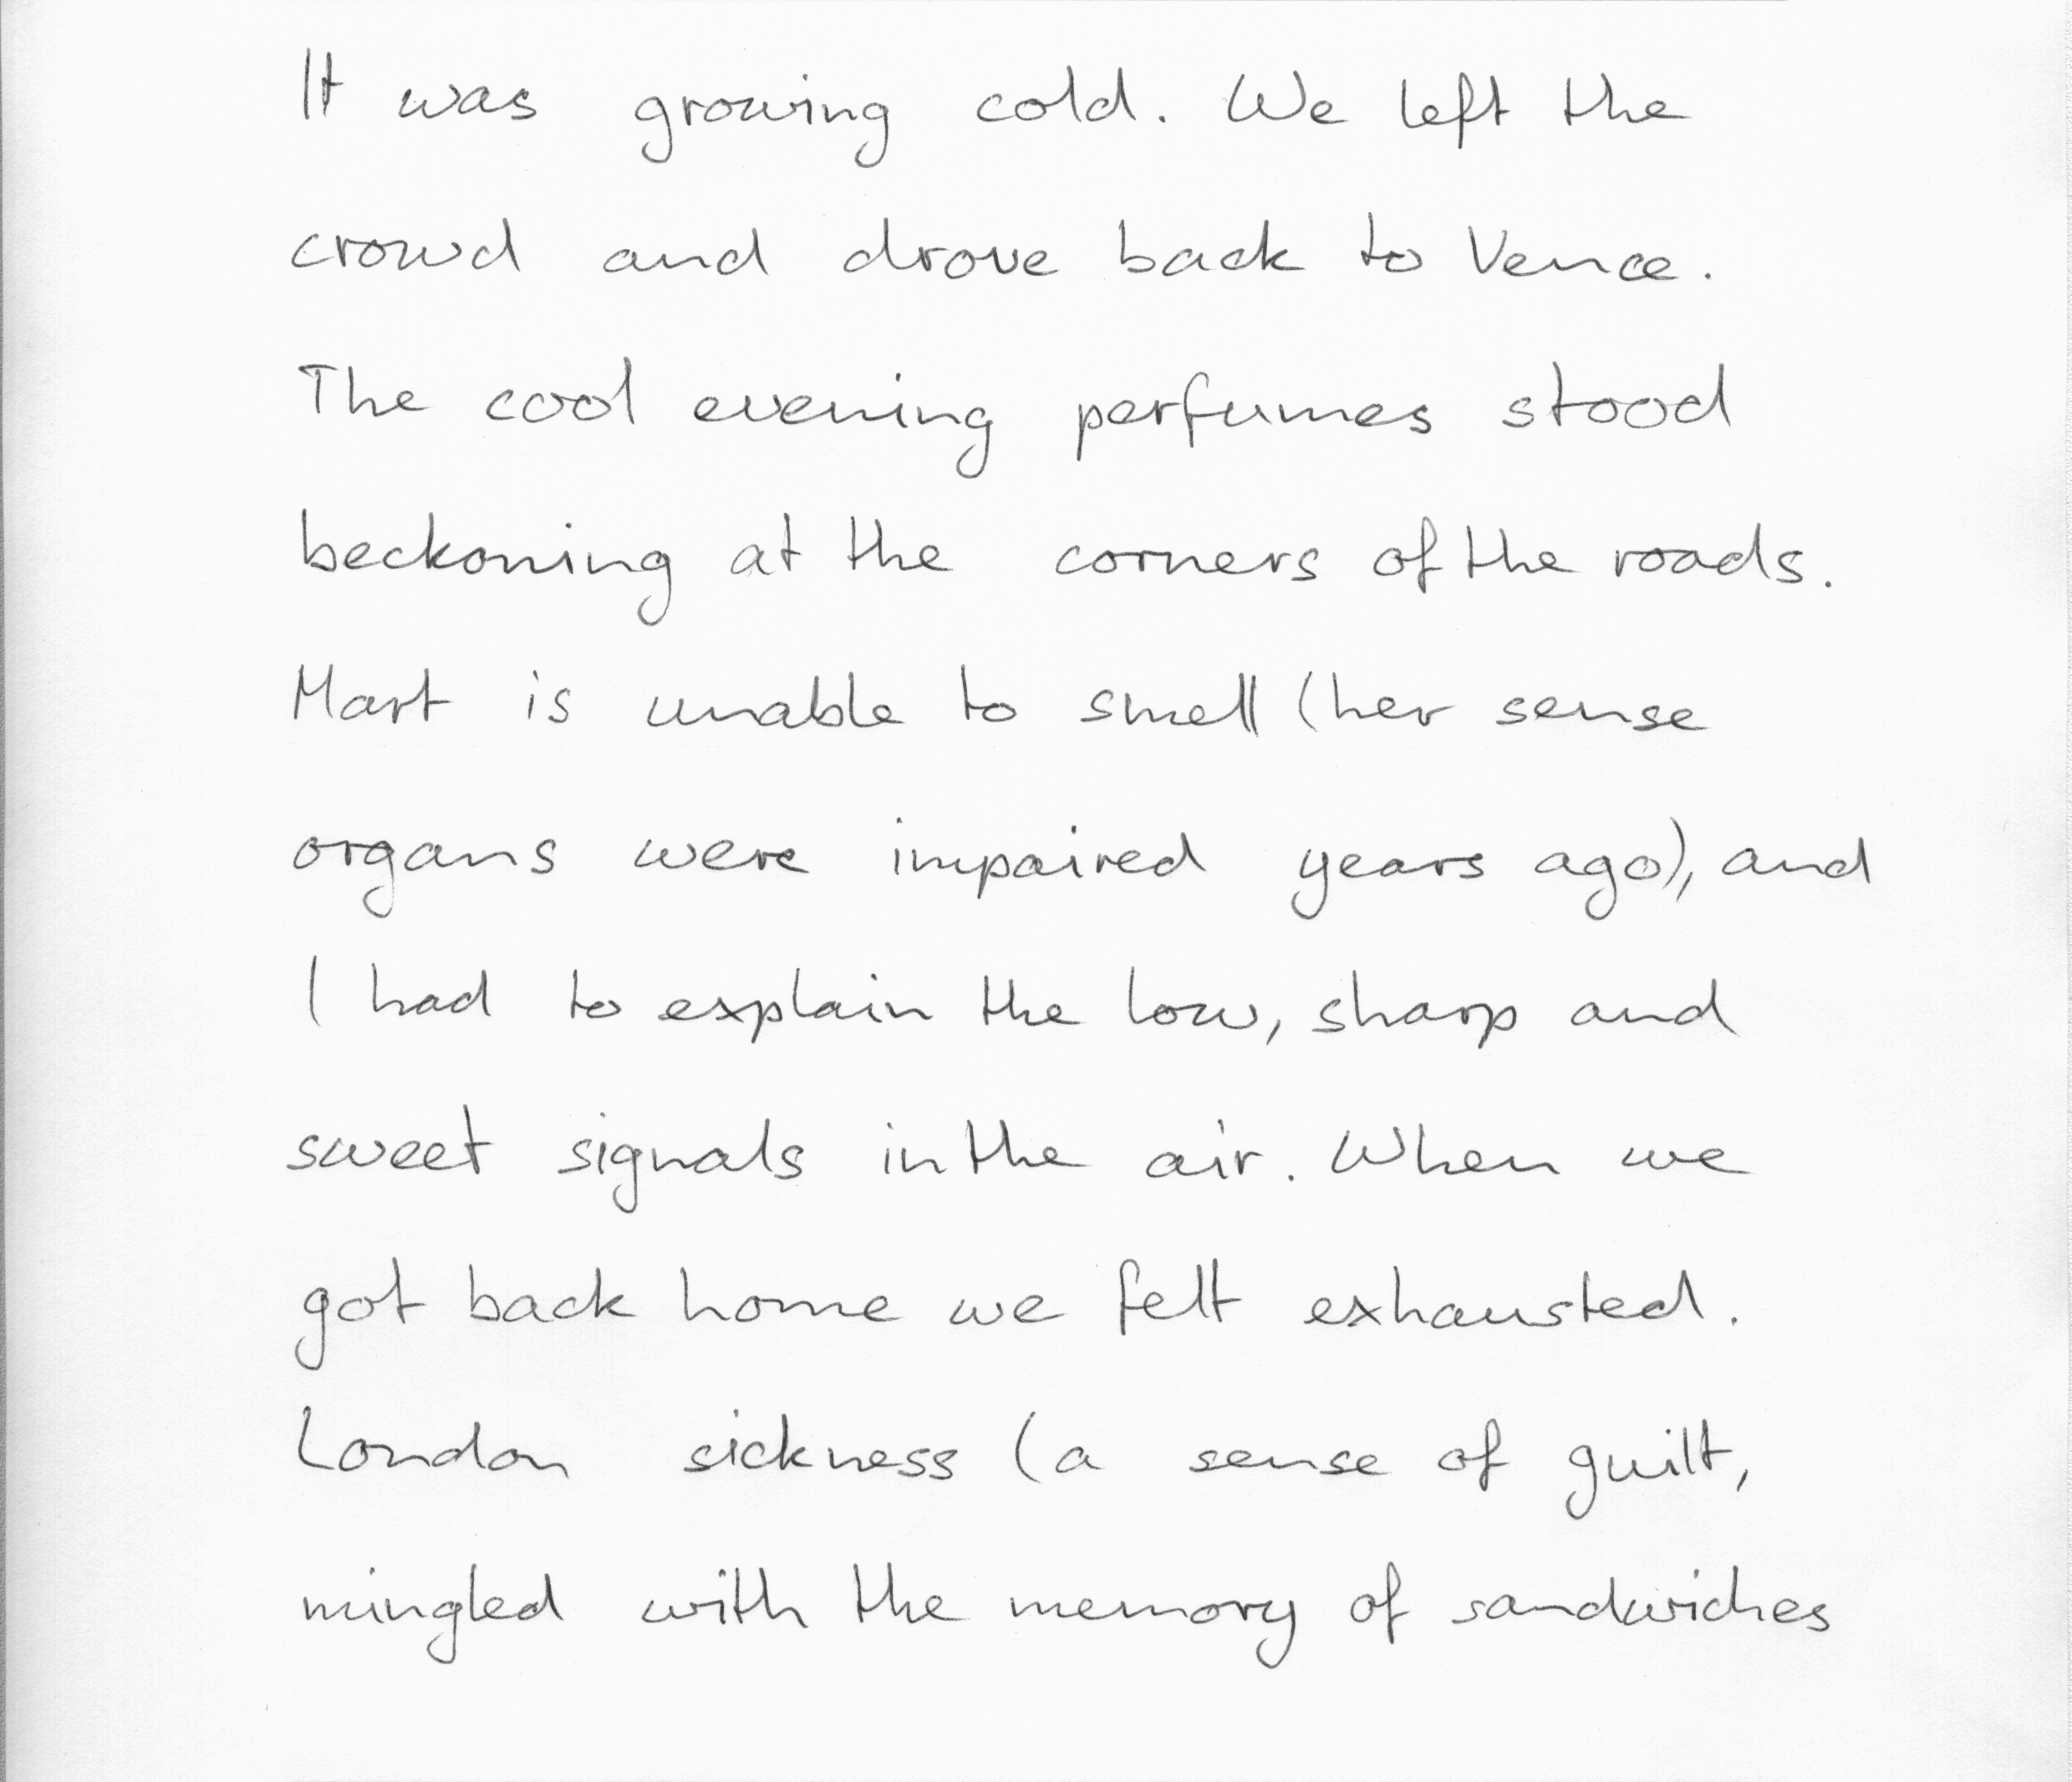 It was growing cold. We left the
crowd and drove back to Vence.
The cool evening perfumes stood
beckoning at the corners of the roads.
Mart is unable to smell (her sense
organs were impaired years ago), and
I had to explain the low, sharp and
sweet signals in the air. When we
got back home we felt exhausted.
London sickness (a sense of guilt,
mingled with the memory of sandwiches